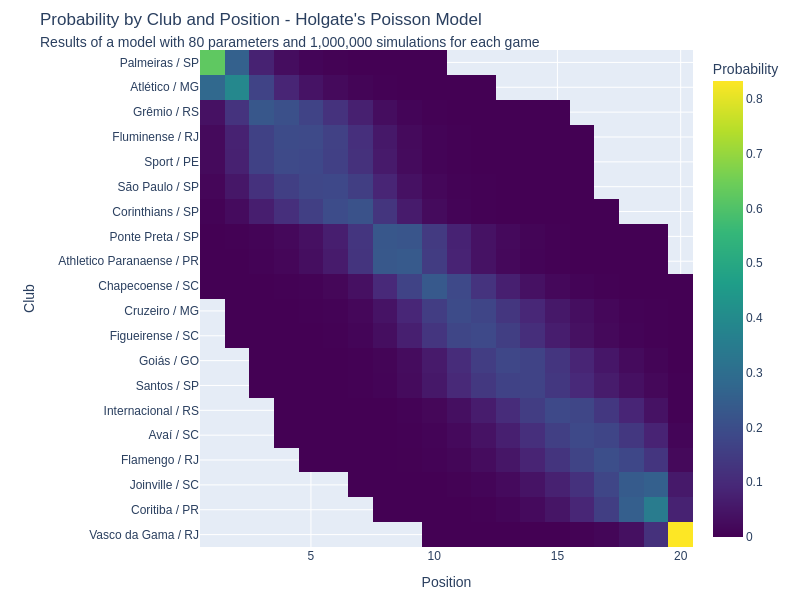 Probability by Club and Position - Holgate's Poisson Model
Results of a model with 80 parameters and 1,000,000 simulations for each game
Probability
Palmeiras / SP
Atlético / MG
Grêmio / RS
Fluminense / RJ
Sport / PE
São Paulo / SP
Corinthians / SP
Ponte Preta / SP
Athletico Paranaense / PR
Chapecoense / SC
Cruzeiro / MG
Figueirense / SC
Goiás / GO
Santos / SP
Internacional / RS
Avaí / SC
Flamengo / RJ
Joinville / SC
Coritiba / PR
Vasco da Gama / RJ
Club
5
10
15
20
Position
0.8
0.7
0.6
0.5
0.4
0.3
0.2
0.1
0